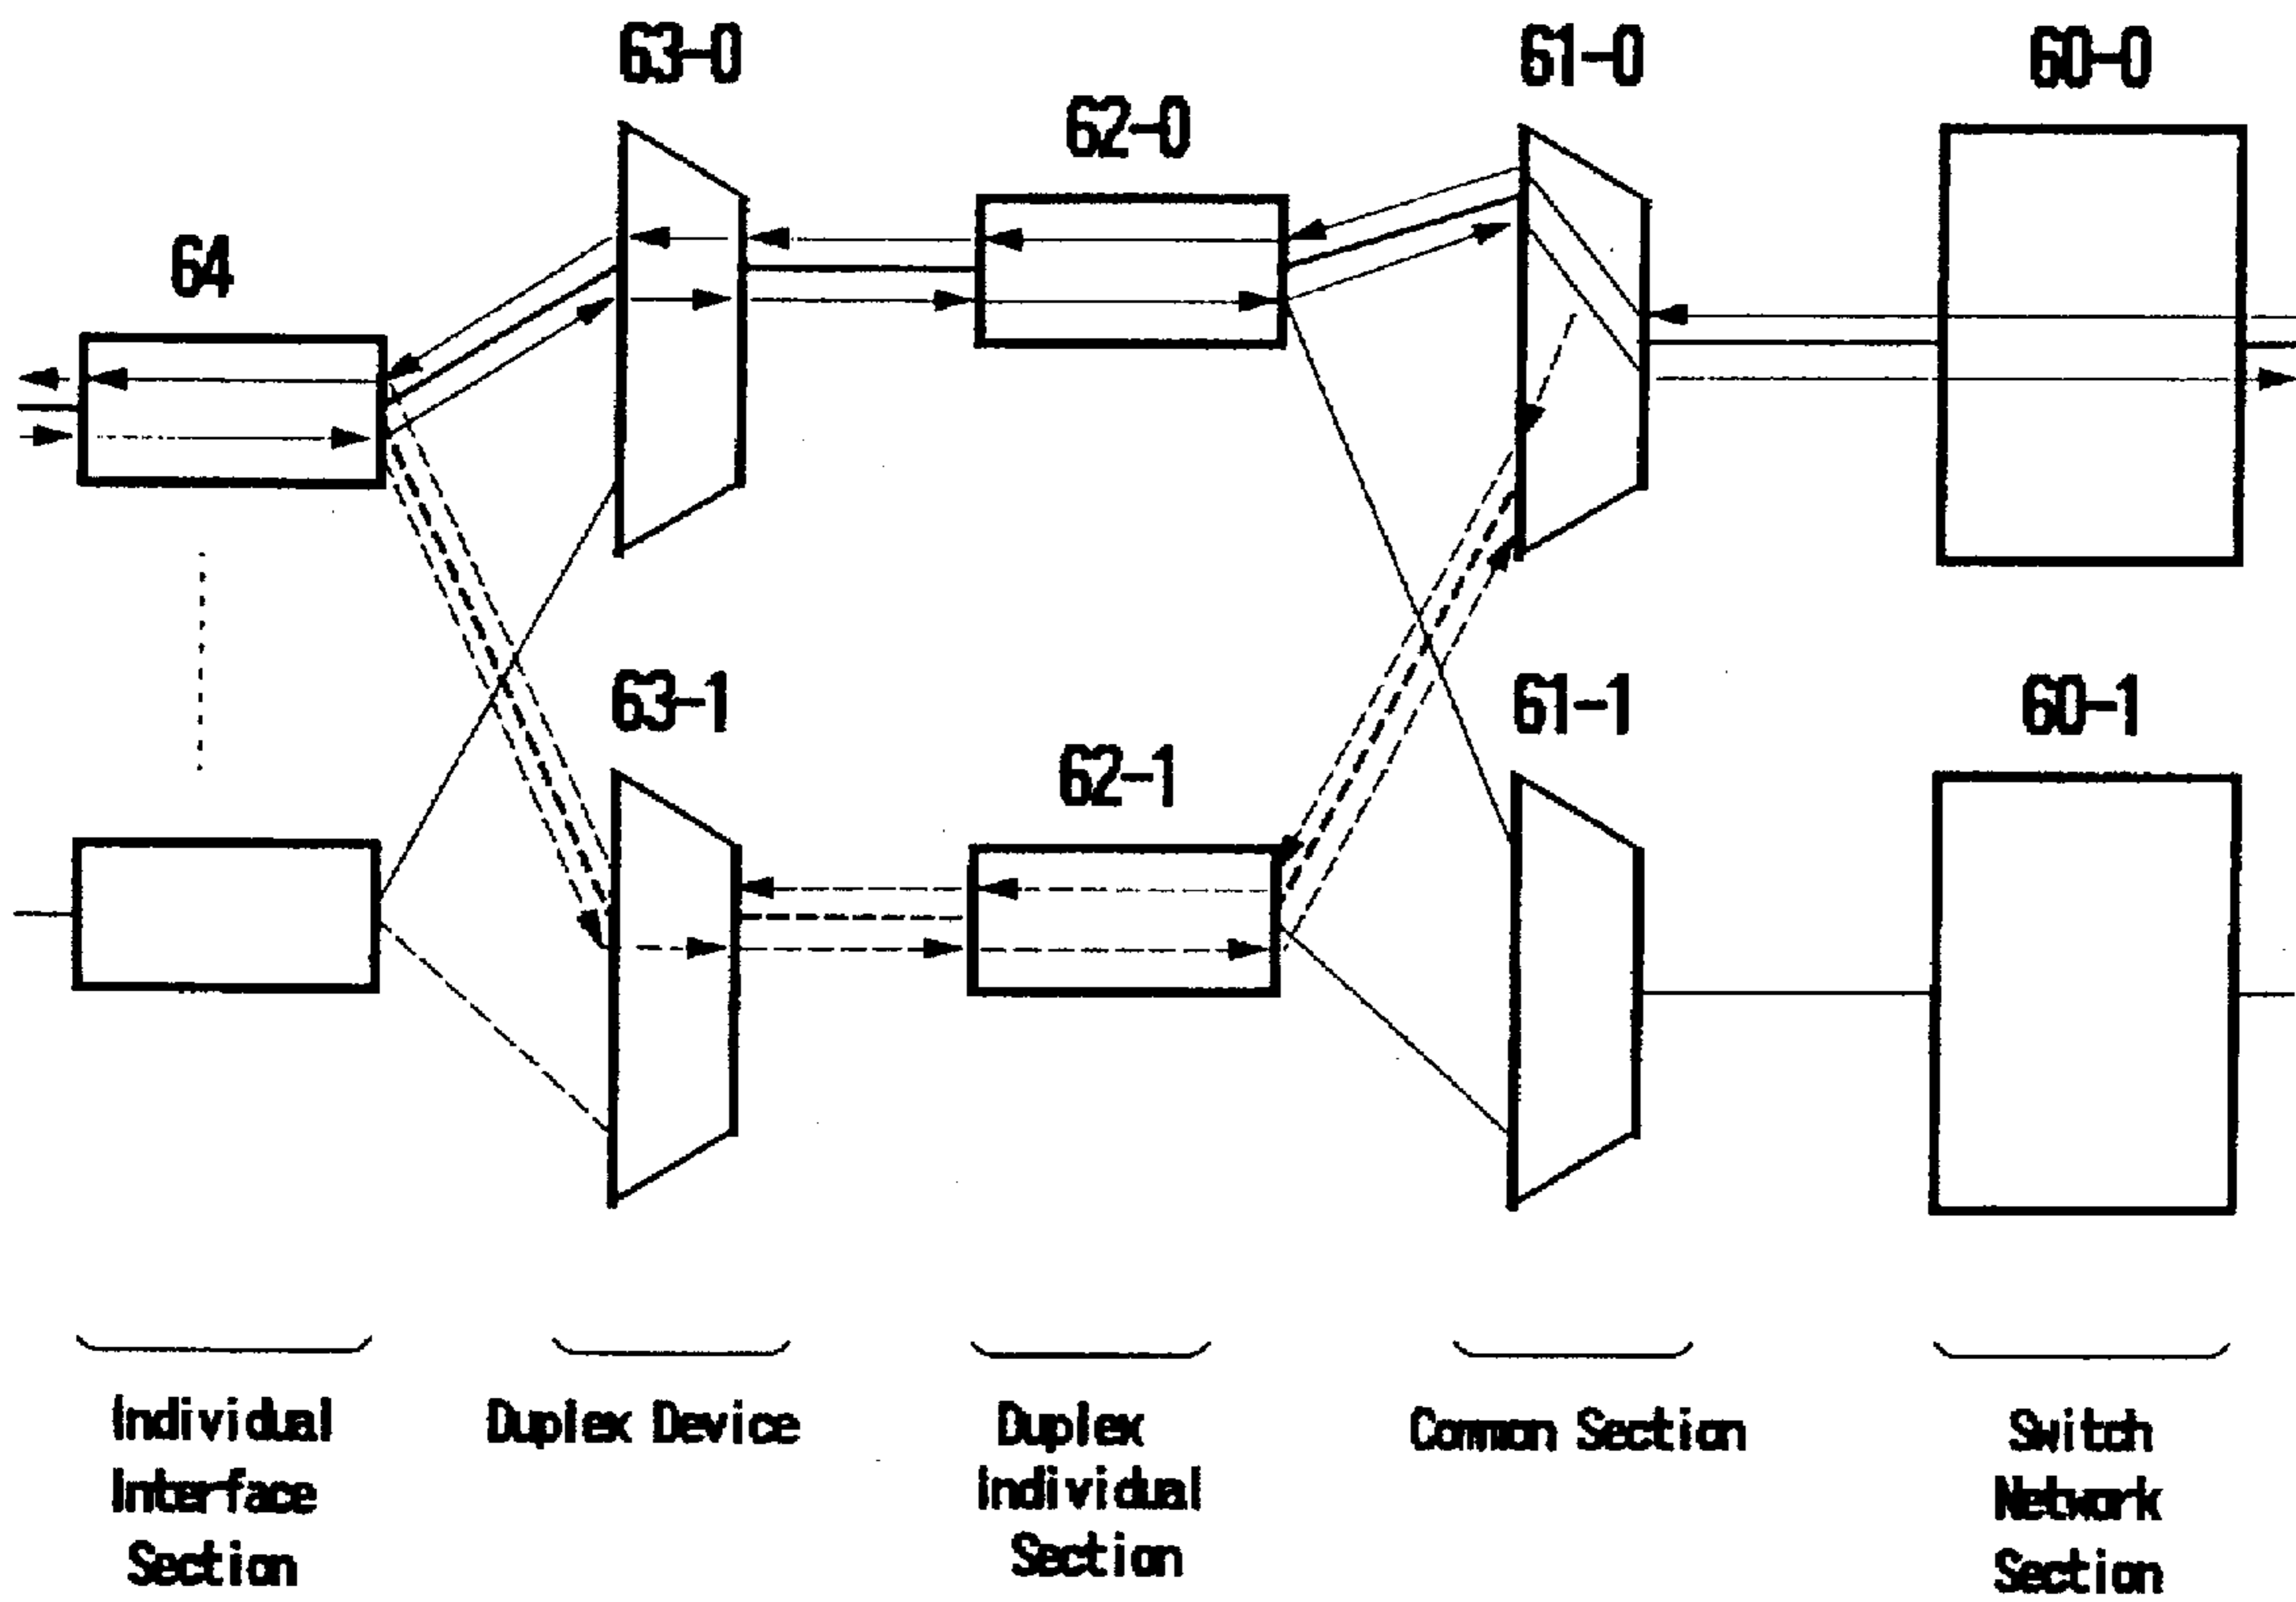 63-0
61-0
60-0
62-0
64
63-1
61-1
60-1
62-1
Individual
Interface
Section
Duplex Device
Duplex
Individual
Section
Common Section
Switch
Network
Section